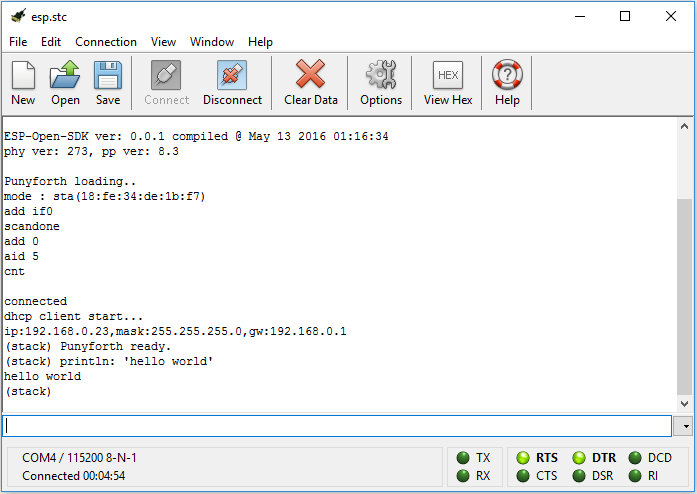 esp.stc
File Edit Connection View Window Help
New Open Save Connect Disconnect Clear Data Options HEX View Hex Help
ESP-Open-SDK ver: 0.0.1 compiled @ May 13 2016 01:16:34
phy ver: 273, pp ver: 8.3
Punyforth loading..
mode : sta(18:fe:34:de:1b:f7)
add if0
scandone
add 0
aid 5
cnt
connected
dhcp client start...
ip:192.168.0.23,mask:255.255.255.0,gw:192.168.0.1
(stack) Punyforth ready.
(stack) println: 'hello world'
hello world
(stack)
COM4 / 115200 8-N-1
Connected 00:04:54
TX RTS DTR DCD
RX CTS DSR RI